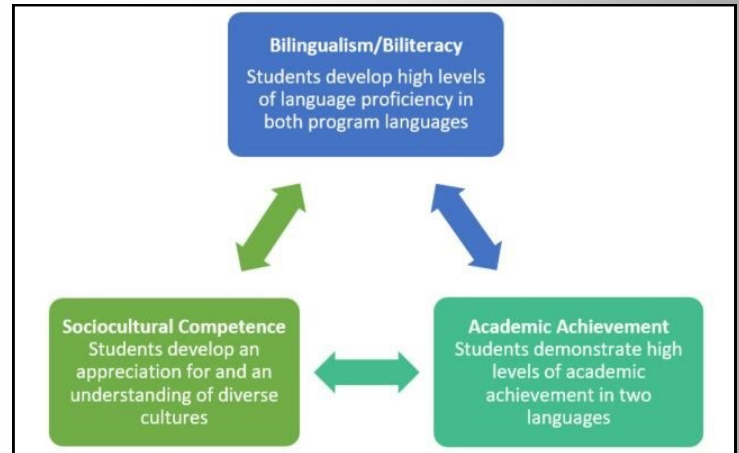 Bilingualism/Biliteracy
Students develop high levels
of language proficiency in
both program languages
Sociocultural Competence
Students develop an
appreciation for and an
understanding of diverse
cultures
Academic Achievement
Students demonstrate high
levels of academic
achievement in two
languages